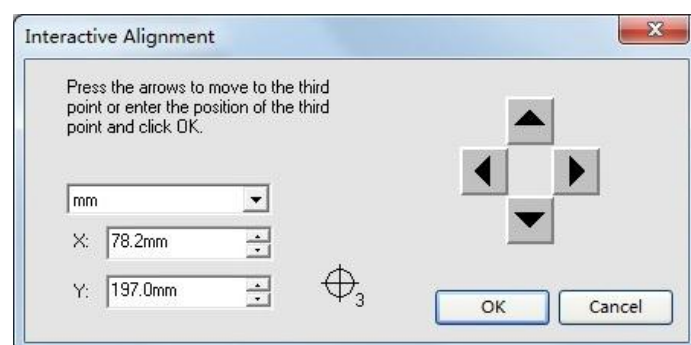 Interactive Alignment
Press the arrows to move to the third
point or enter the position of the third
point and click OK.
mm
X: 78.2mm
Y: 197.0mm
3
OK Cancel